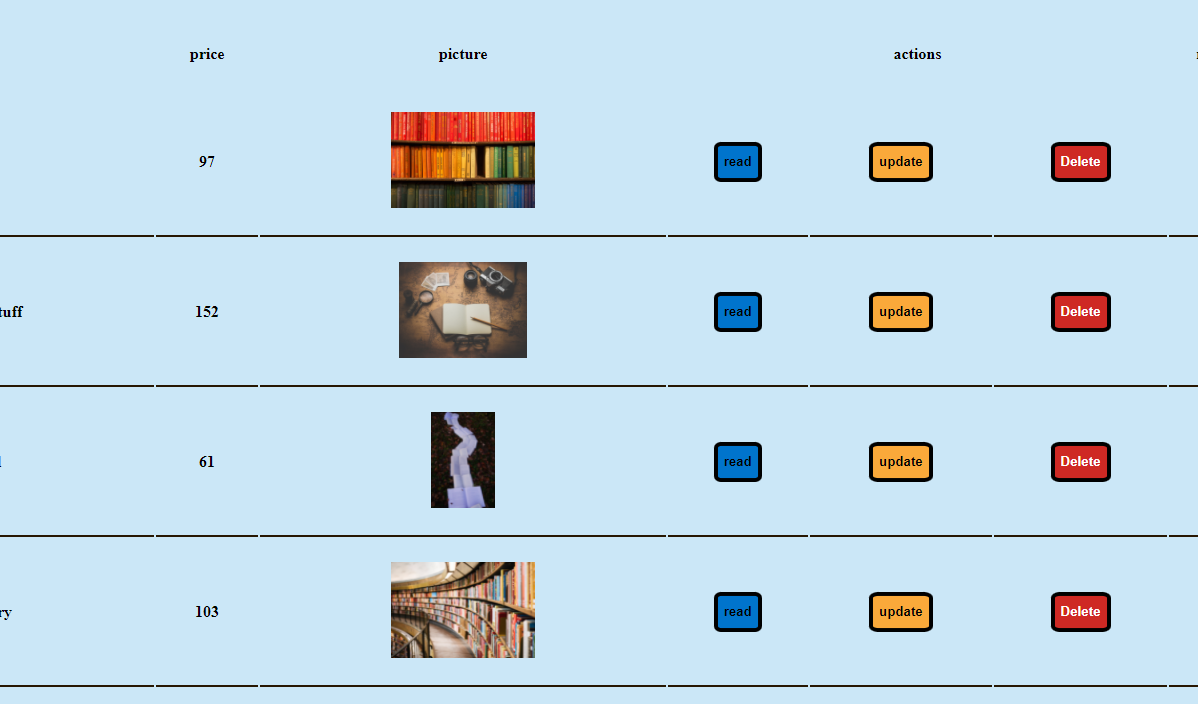 price picture actions
97 read update Delete
tuff 152 read update Delete
61 read update Delete
ry 103 read update Delete